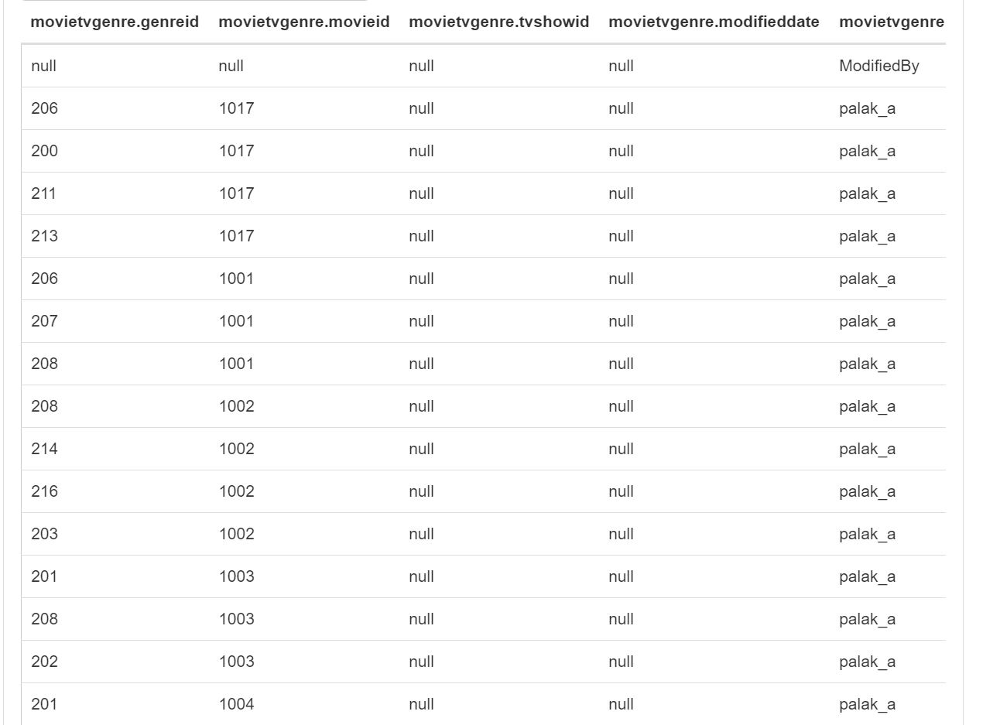 movietvgenre.genreid movietvgenre.movieid movietvgenre.tvshowid movietvgenre.modifieddate movietvgenre
null null null null ModifiedBy
206 1017 null null palak_a
200 1017 null null palak_a
211 1017 null null palak_a
213 1017 null null palak_a
206 1001 null null palak_a
207 1001 null null palak_a
208 1001 null null palak_a
208 1002 null null palak_a
214 1002 null null palak_a
216 1002 null null palak_a
203 1002 null null palak_a
201 1003 null null palak_a
208 1003 null null palak_a
202 1003 null null palak_a
201 1004 null null palak_a